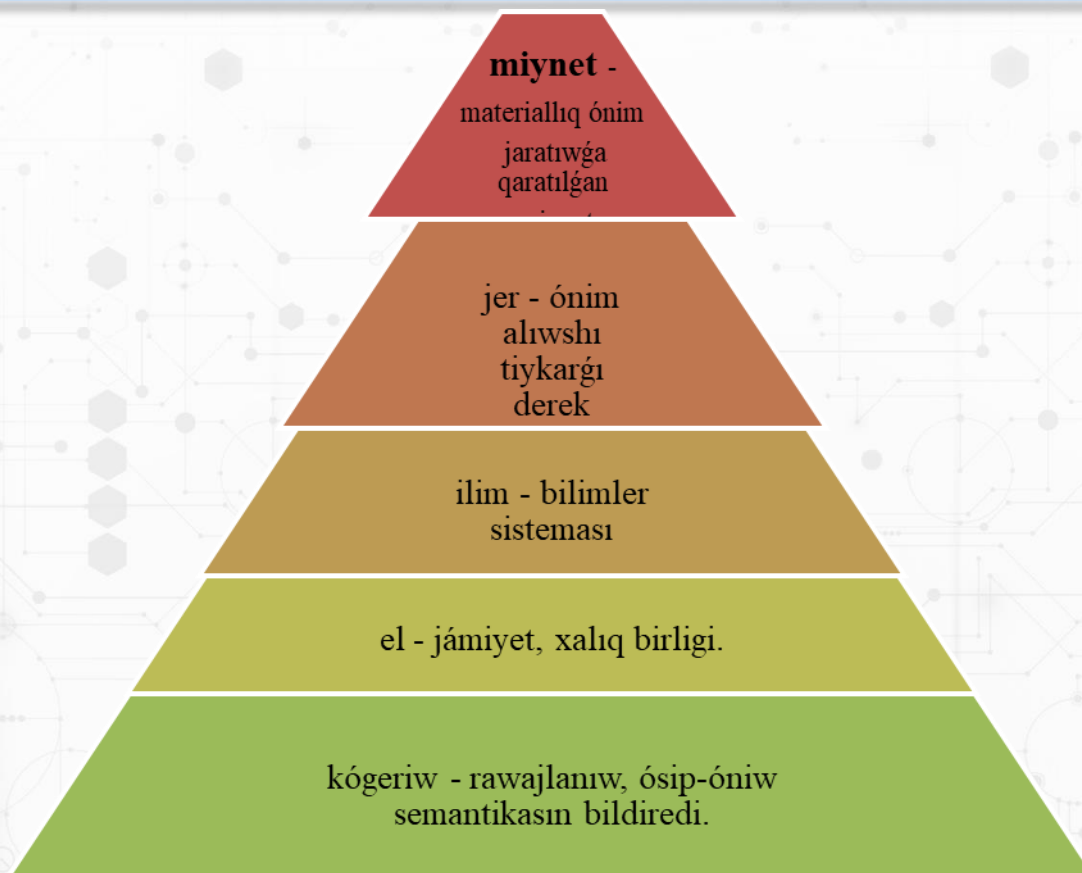 miynet -
materiallıq ónim
jaratıwǵa
qaratılǵan
jer - ónim
alıwshı
tiykarǵı
derek
ilim - bilimler
sisteması
el - jámiyet, xalıq birligi.
kógeriw - rawajlanıw, ósip-óniw
semantikasın bildiredi.